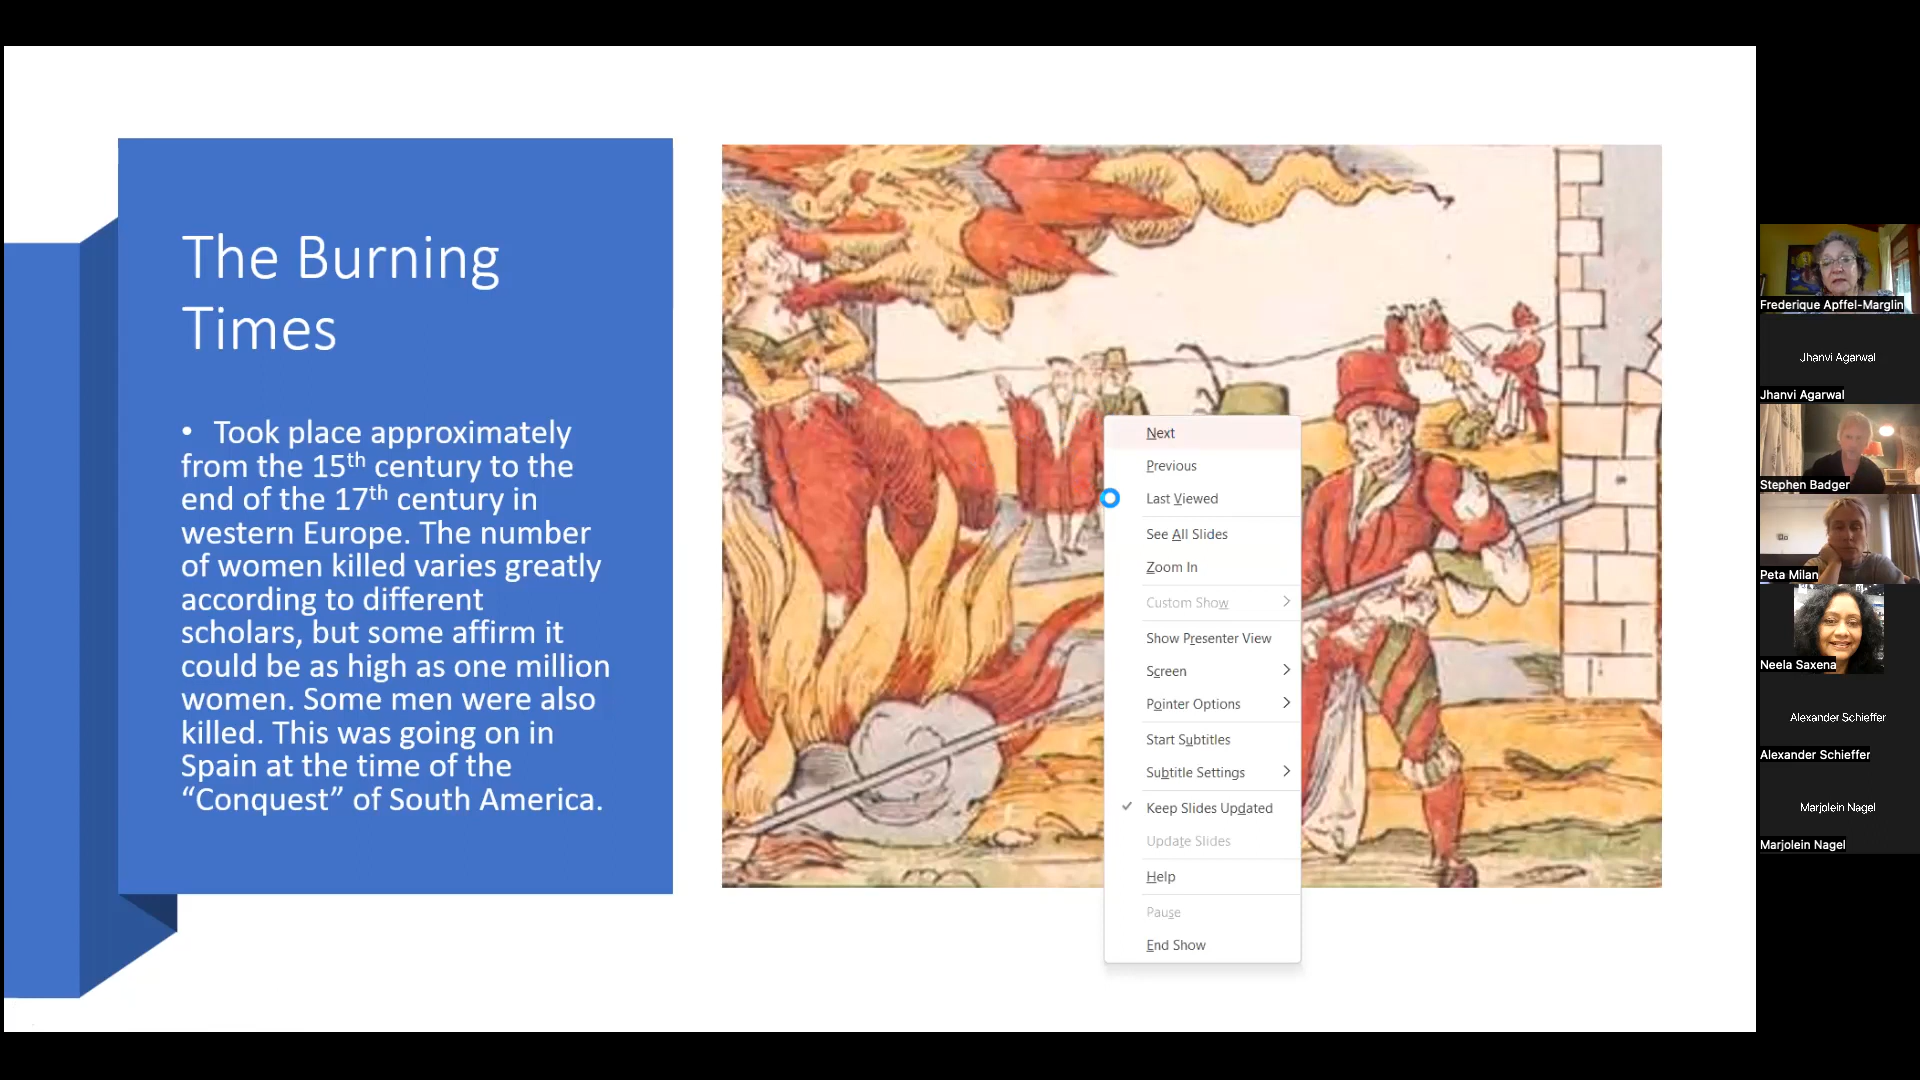 The Burning
Times
• Took place approximately
from the 15th century to the
end of the 17th century in
western Europe. The number
of women killed varies greatly
according to different
scholars, but some affirm it
could be as high as one million
women. Some men were also
killed. This was going on in
Spain at the time of the
“Conquest” of South America.
Next
Previous
Last Viewed
See All Slides
Zoom In
Custom Show
Show Presenter View
Screen
Pointer Options
Start Subtitles
Subtitle Settings
Keep Slides Updated
Update Slides
Help
Pause
End Show
Frederique Apffel-Marglin
Jhanvi Agarwal
Jhanvi Agarwal
Stephen Badger
Peta Milan
Neela Saxena
Alexander Schieffer
Alexander Schieffer
Marjolein Nagel
Marjolein Nagel